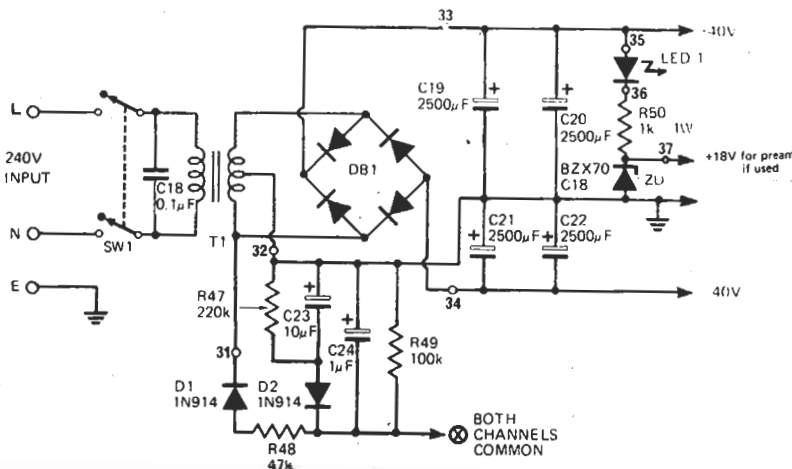 33
40V
35
LED 1
36
C19
2500µF
C20
2500µF
R50
1k
1W
37
+18V for pream
if used
BZX70
C18
ZD
L
240V
INPUT
N
E
SW1
C18
0.1µF
T1
DB1
32
C21
2500µF
C22
2500µF
34
40V
R47
220k
C23
10µF
C24
1µF
R49
100k
31
D1
1N914
D2
1N914
R48
47k
BOTH
CHANNELS
COMMON